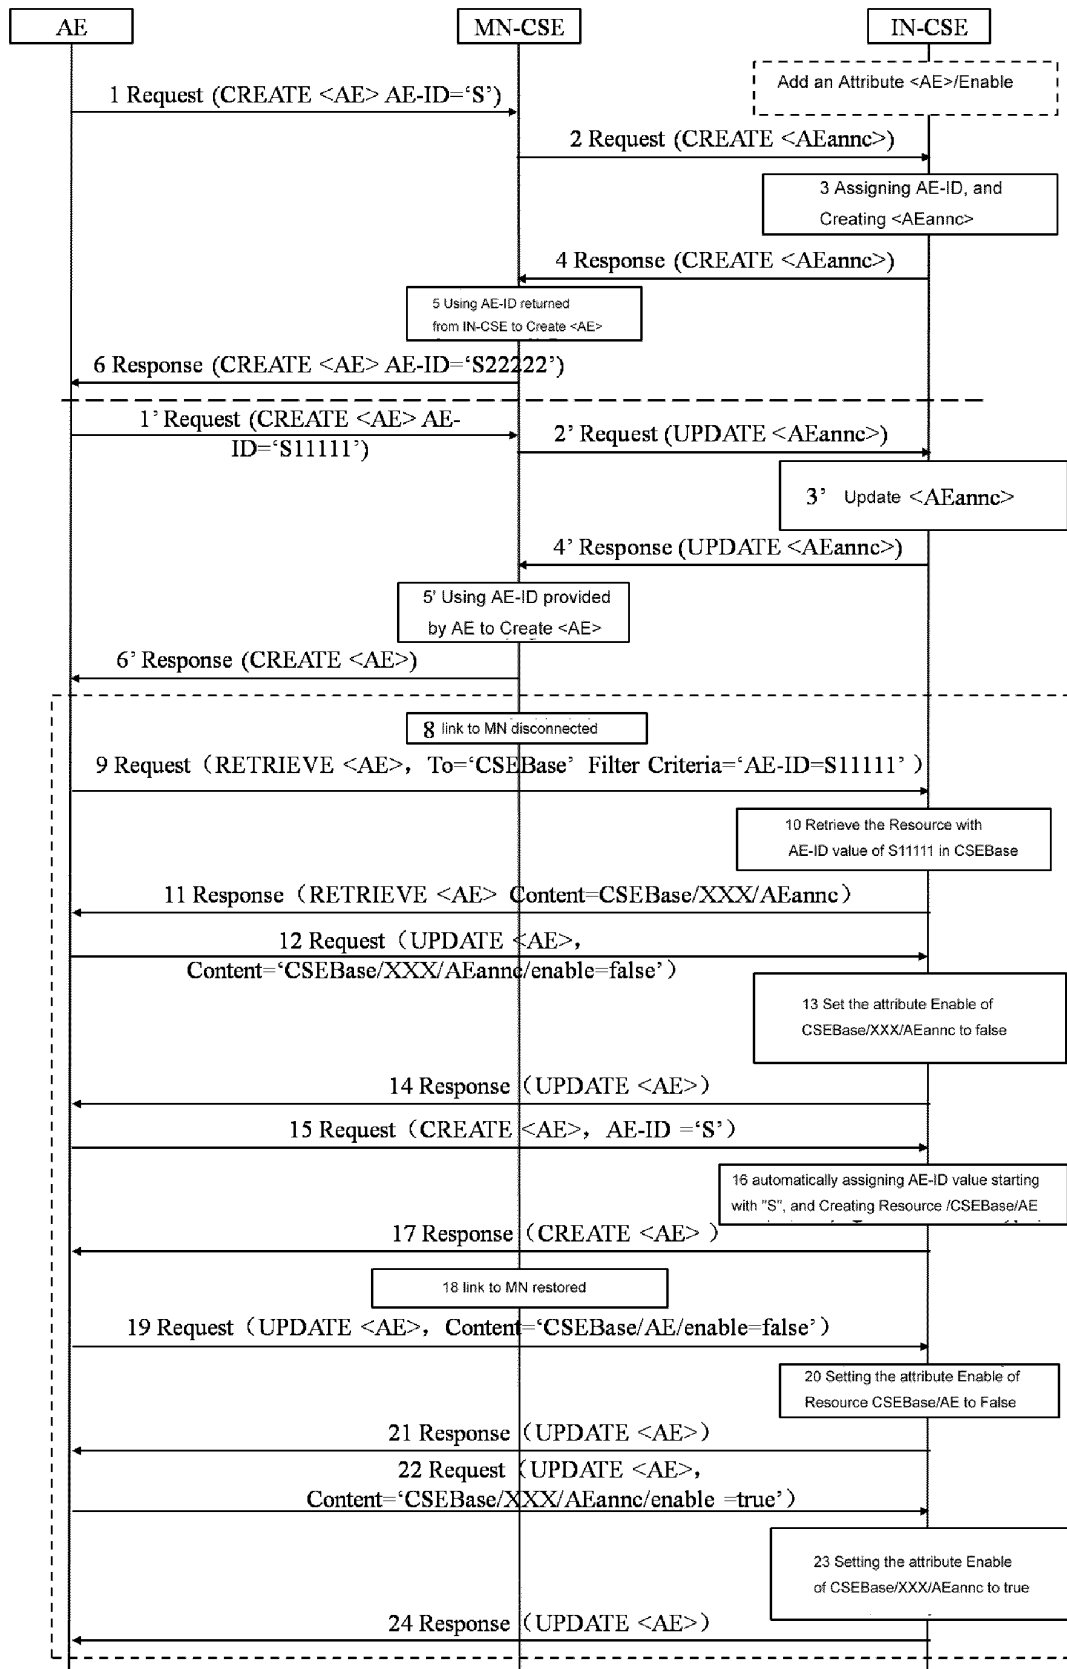 AE
MN-CSE
IN-CSE
Add an Attribute <AE>/Enable
1 Request (CREATE <AE> AE-ID=‘S’)
2 Request (CREATE <AEannc>)
3 Assigning AE-ID, and
Creating <AEannc>
4 Response (CREATE <AEannc>)
5 Using AE-ID returned
from IN-CSE to Create <AE>
6 Response (CREATE <AE> AE-ID=‘S22222’)
1’ Request (CREATE <AE> AE-
ID=‘S11111’)
2’ Request (UPDATE <AEannc>)
3’ Update <AEannc>
4’ Response (UPDATE <AEannc>)
5' Using AE-ID provided
by AE to Create <AE>
6’ Response (CREATE <AE>)
8 link to MN disconnected
9 Request（RETRIEVE <AE>, To=‘CSEBase’ Filter Criteria=‘AE-ID=S11111’）
10 Retrieve the Resource with
AE-ID value of S11111 in CSEBase
11 Response（RETRIEVE <AE> Content=CSEBase/XXX/AEannc）
12 Request（UPDATE <AE>,
Content=‘CSEBase/XXX/AEannc/enable=false’）
13 Set the attribute Enable of
CSEBase/XXX/AEannc to false
14 Response（UPDATE <AE>）
15 Request（CREATE <AE>, AE-ID =‘S’）
16 automatically assigning AE-ID value starting
with "S", and Creating Resource /CSEBase/AE
17 Response（CREATE <AE> ）
18 link to MN restored
19 Request（UPDATE <AE>, Content=‘CSEBase/AE/enable=false’）
20 Setting the attribute Enable of
Resource CSEBase/AE to False
21 Response（UPDATE <AE>）
22 Request（UPDATE <AE>,
Content=‘CSEBase/XXX/AEannc/enable =true’）
23 Setting the attribute Enable
of CSEBase/XXX/AEannc to true
24 Response（UPDATE <AE>）